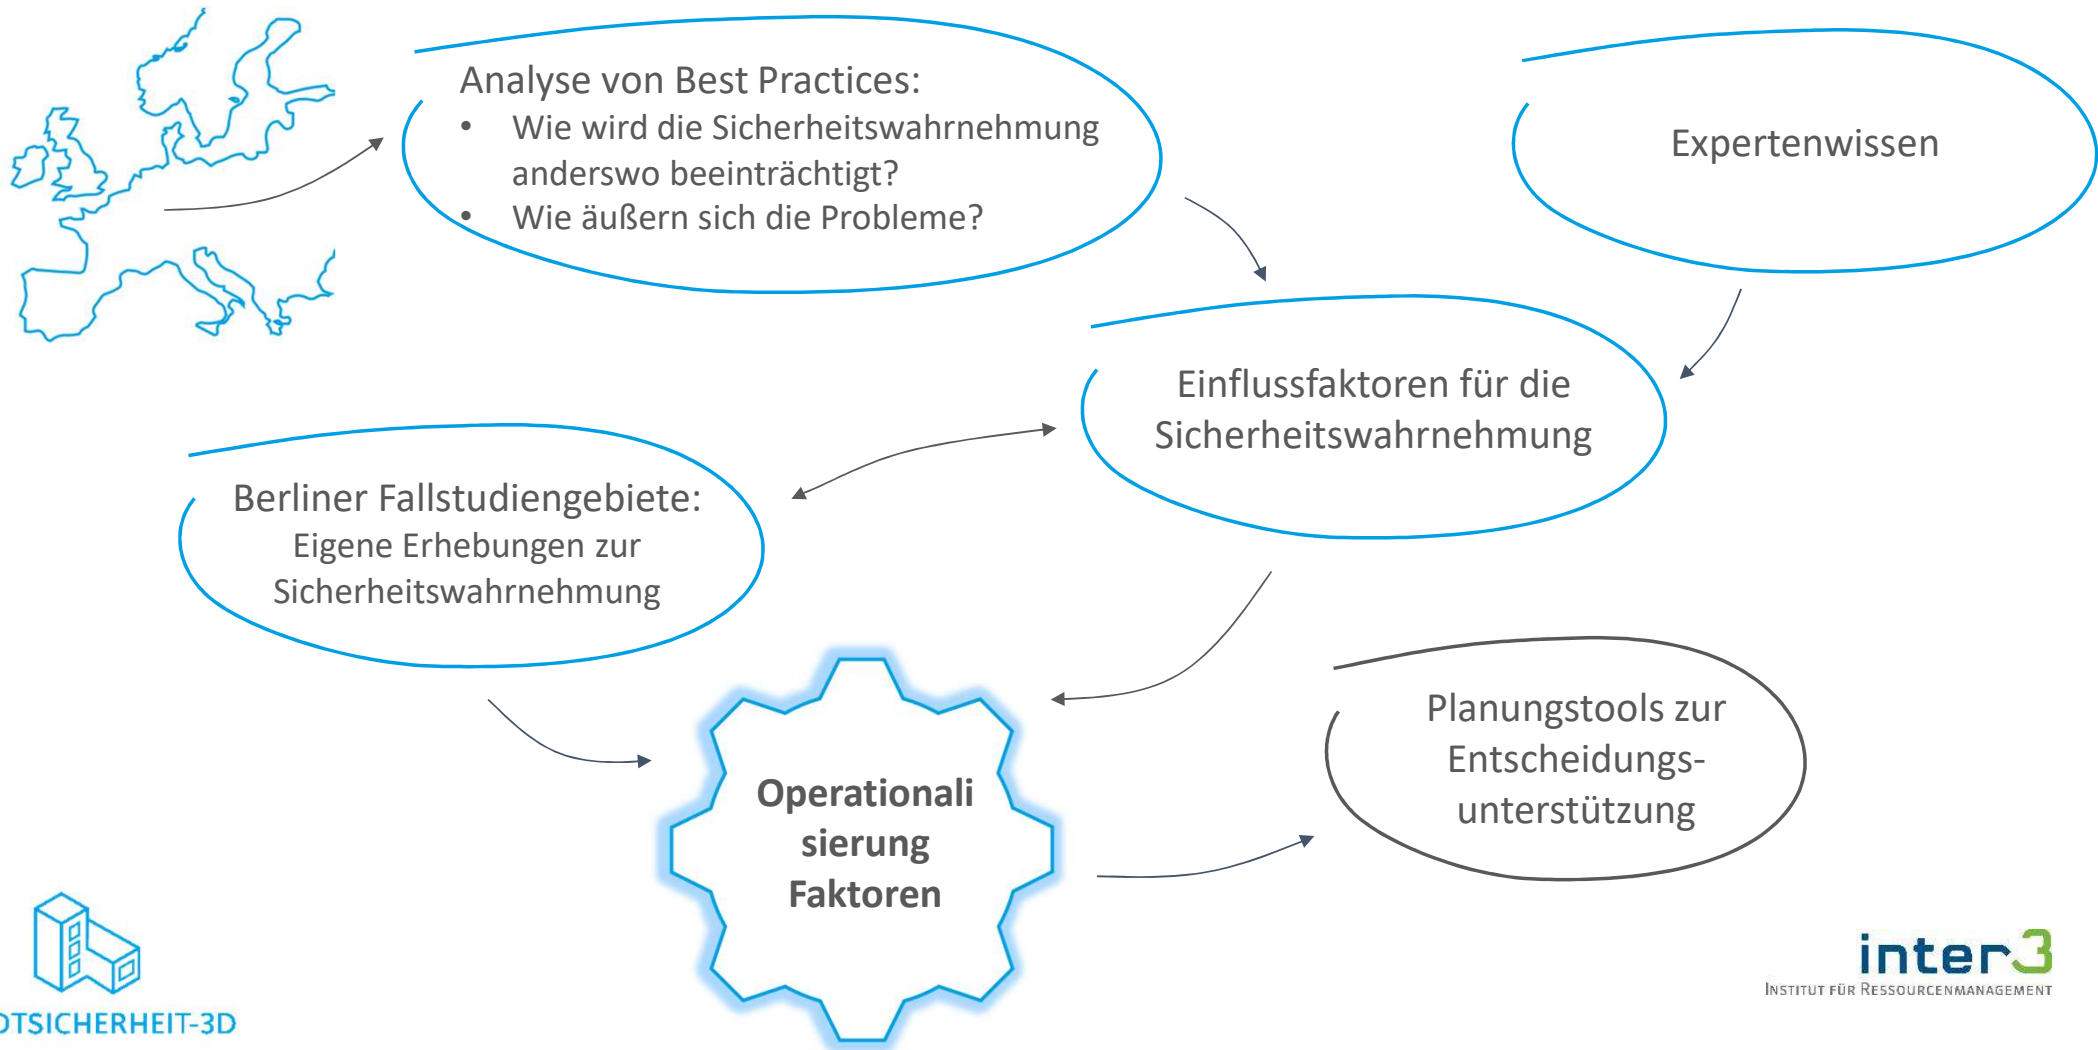 Analyse von Best Practices:
• Wie wird die Sicherheitswahrnehmung
anderswo beeinträchtigt?
• Wie äußern sich die Probleme?
Expertenwissen
Einflussfaktoren für die
Sicherheitswahrnehmung
Berliner Fallstudiengebiete:
Eigene Erhebungen zur
Sicherheitswahrnehmung
Operationali
sierung
Faktoren
Planungstools zur
Entscheidungs-
unterstützung
DTSICHERHEIT-3D
inter3
INSTITUT FÜR RESSOURCENMANAGEMENT